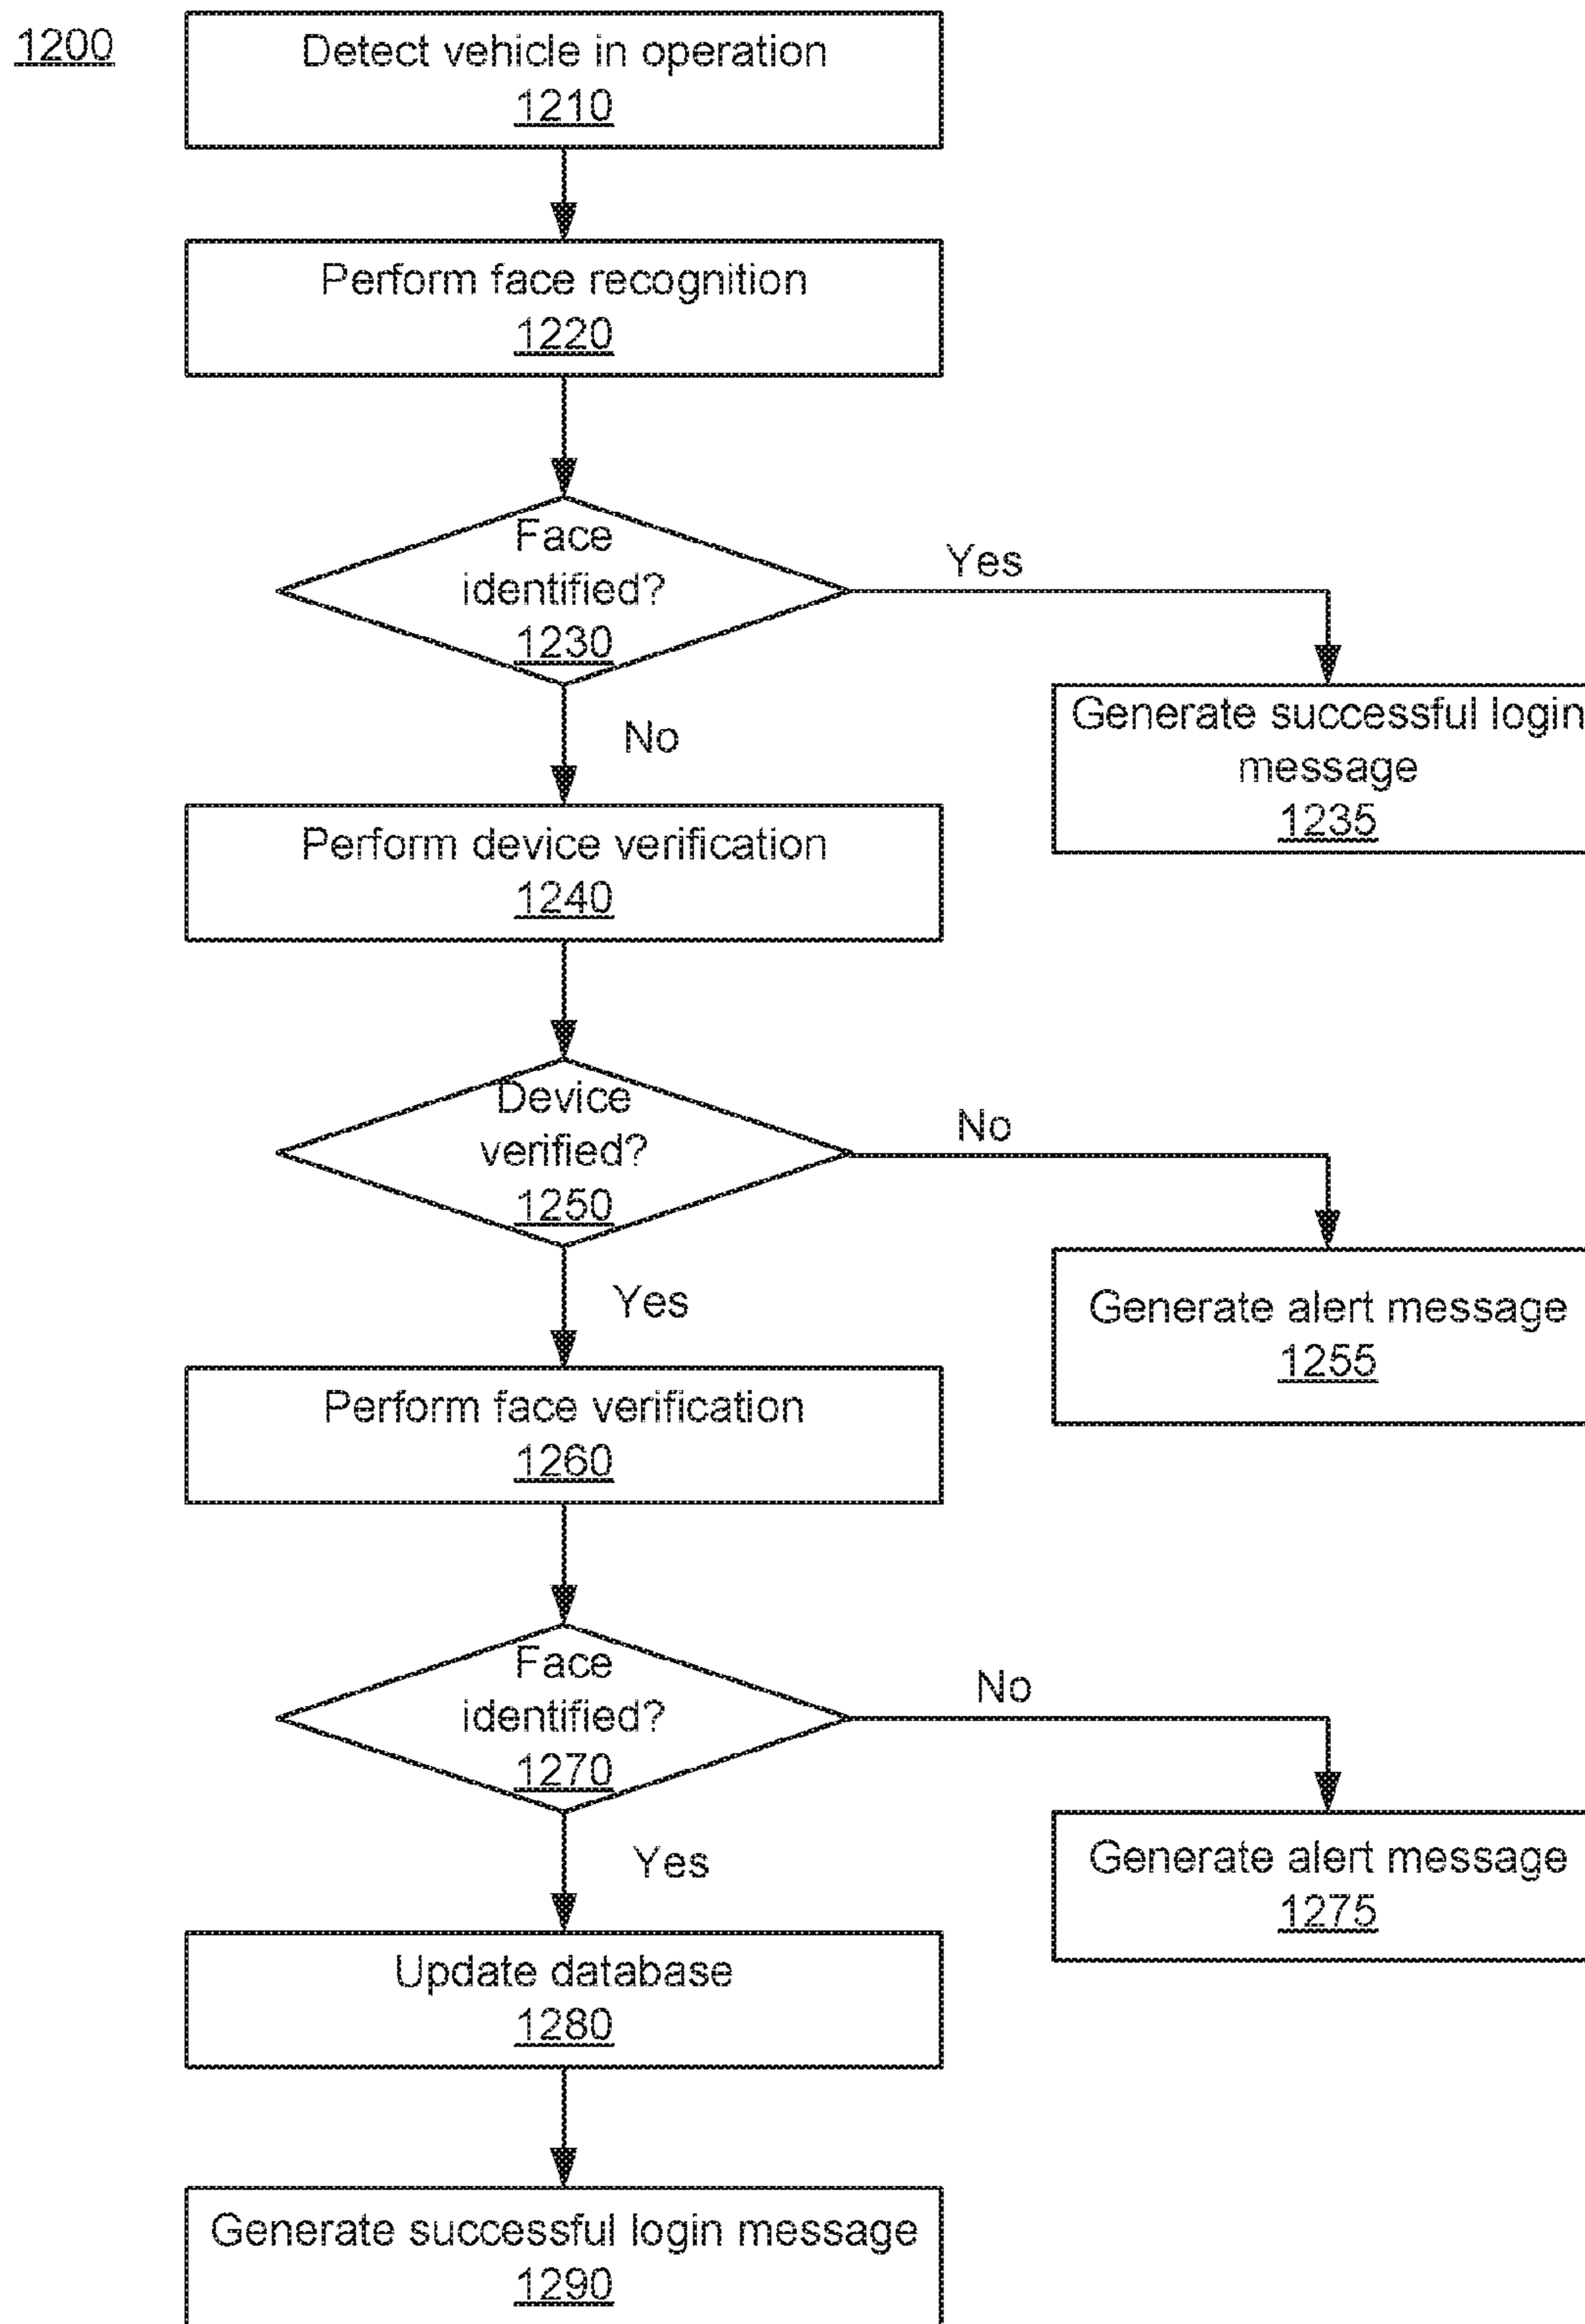 1200
Detect vehicle in operation
1210
Perform face recognition
1220
Face
identified?
1230
Yes
Generate successful login
message
1235
No
Perform device verification
1240
Device
verified?
1250
No
Generate alert message
1255
Yes
Perform face verification
1260
Face
identified?
1270
No
Generate alert message
1275
Yes
Update database
1280
Generate successful login message
1290